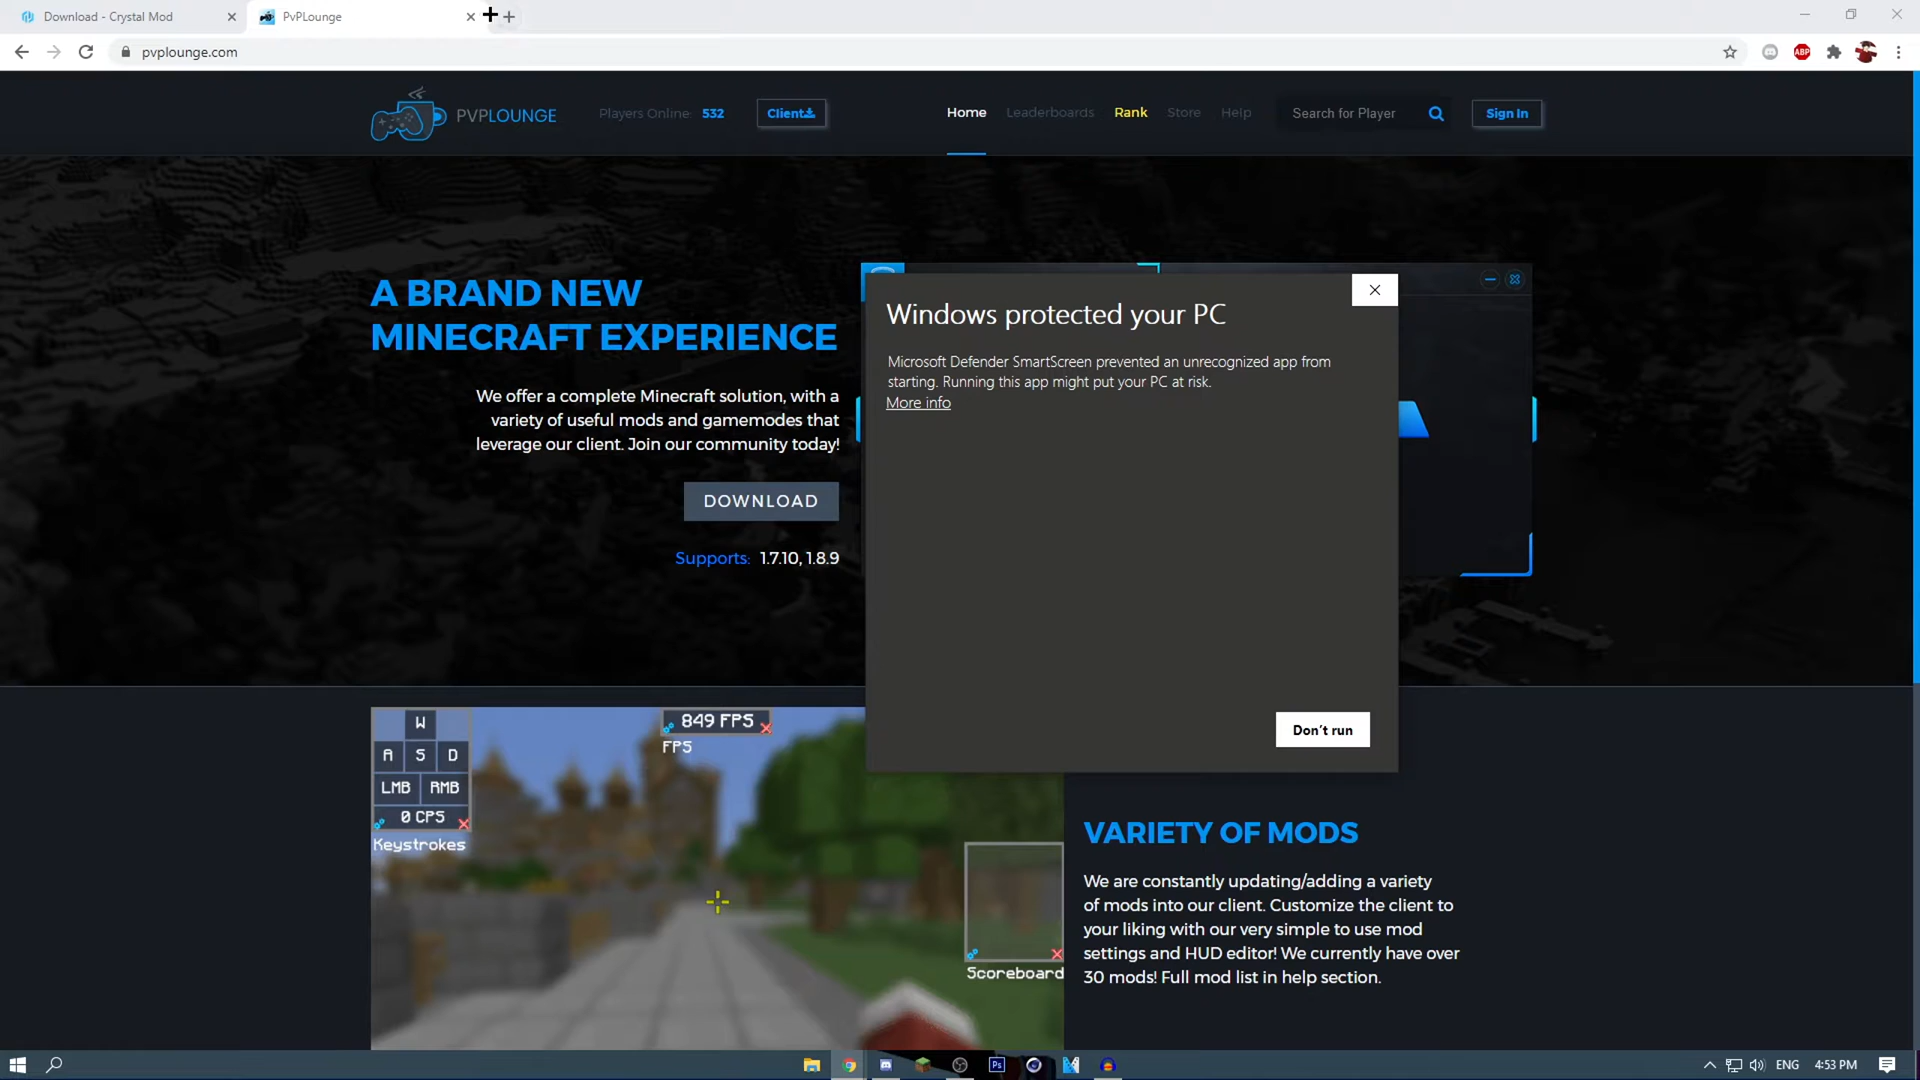 Download - Crystal Mod
PvPLounge
pvplounge.com
ABP
PVPLOUNGE
Players Online: 532
Client
Home
Leaderboards
Rank
Store
Help
Search for Player
Sign In
A BRAND NEW
MINECRAFT EXPERIENCE
We offer a complete Minecraft solution, with a
variety of useful mods and gamemodes that
leverage our client. Join our community today!
DOWNLOAD
Supports: 1.7.10, 1.8.9
Windows protected your PC
Microsoft Defender SmartScreen prevented an unrecognized app from
starting. Running this app might put your PC at risk.
More info
Don't run
W
A S D
LMB RMB
0 CPS
Keystrokes
849 FPS
FPS
Scoreboard
VARIETY OF MODS
We are constantly updating/adding a variety
of mods into our client. Customize the client to
your liking with our very simple to use mod
settings and HUD editor! We currently have over
30 mods! Full mod list in help section.
Ps
ENG
4:53 PM